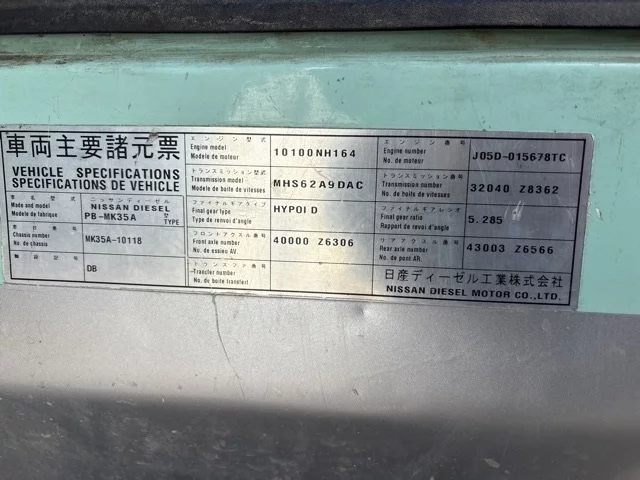 車両主要諸元票
VEHICLE SPECIFICATIONS
SPECIFICATIONS DE VEHICLE
車名型式
Made and model
Modele de fabrique
ニッサンディーゼル
NISSAN DIESEL
PB-MK35A
型式
TYPE
車台番号
Chassis number
No. de chassis
MK35A-10118
DB
エンジン型式
Engine model
Modele de moteur
10100NH164
エンジン番号
Engine number
No. de moteur
J05D-015678TC
トランスミッション型式
Transmission model
Modele de boite de vitesses
MHS62A9DAC
トランスミッション番号
Transmission number
No. de boite de vitesses
32040 Z8362
ファイナルギアタイプ
Final gear type
Type de renvoi d'angle
HYPOID
ファイナルギアレシオ
Final gear ratio
Rapport de renvoi d'angle
5.285
フロントアクスル番号
Front axle number
No. de essieu AV.
40000 Z6306
リアアクスル番号
Rear axle number
No. de pont AR.
43003 Z6566
トランスファ番号
Transfer number
No. de boite transfert
日産ディーゼル工業株式会社
NISSAN DIESEL MOTOR CO.,LTD.